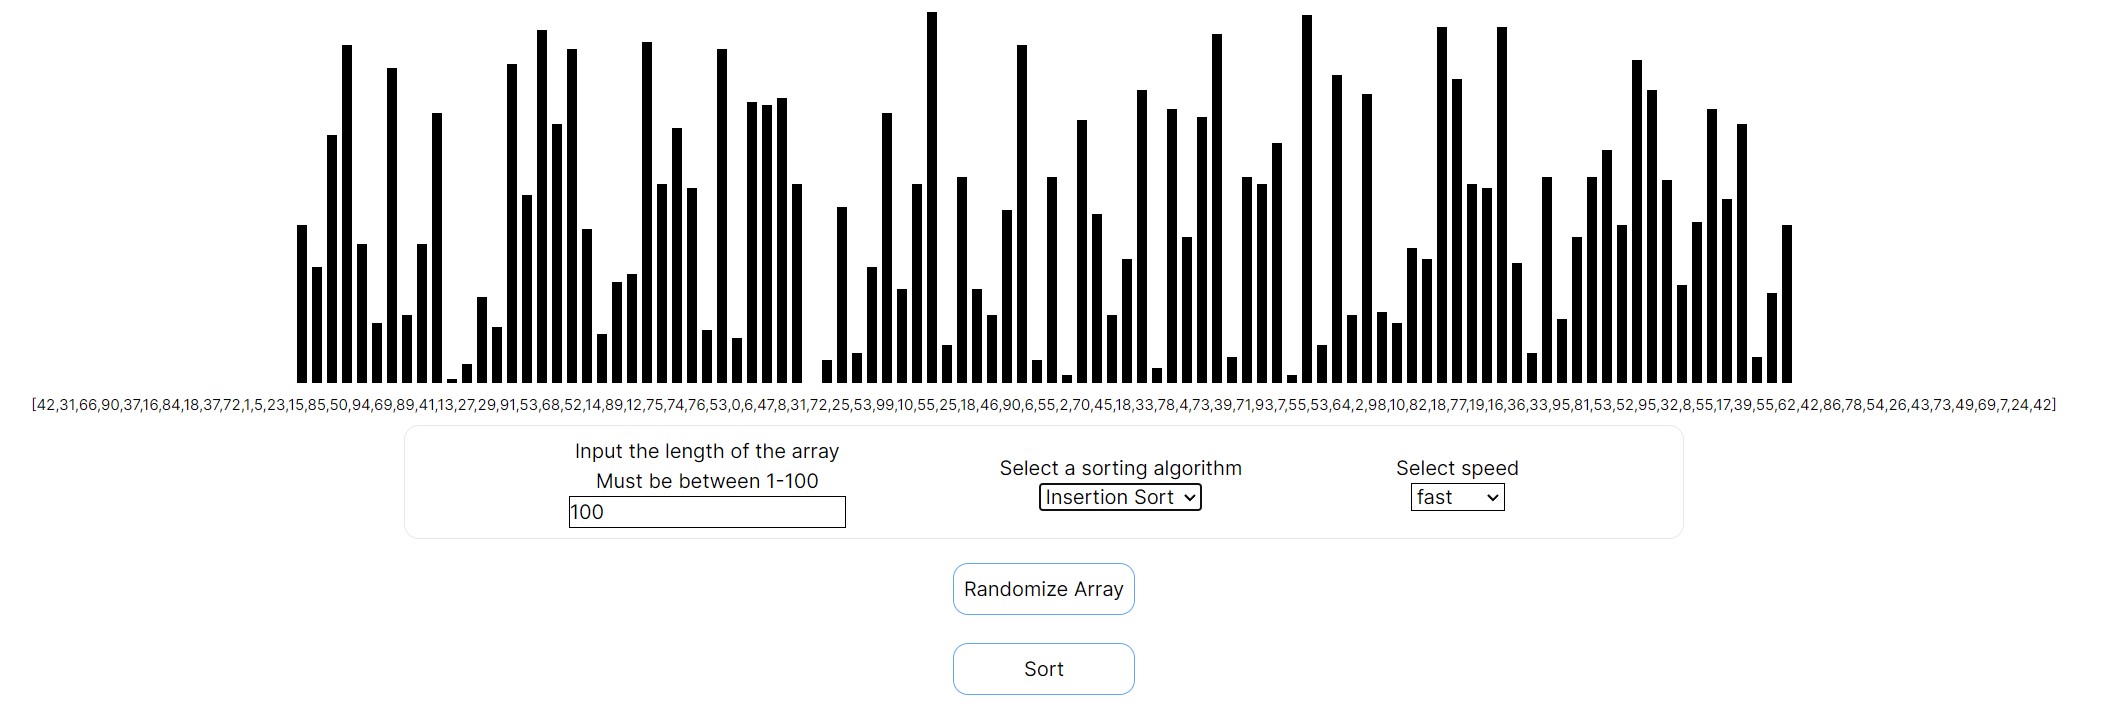 [42,31,66,90,37,16,84,18,37,72,1,5,23,15,85,50,94,69,89,41,13,27,29,91,53,68,52,14,89,12,75,74,76,53,0,6,47,8,31,72,25,53,99,10,55,25,18,46,90,6,55,2,70,45,18,33,78,4,73,39,71,93,7,55,53,64,2,98,10,82,18,77,19,16,36,33,95,81,53,52,95,32,8,55,17,39,55,62,42,86,78,54,26,43,73,49,69,7,24,42]
Input the length of the array
Must be between 1-100
100
Select a sorting algorithm
Insertion Sort
Select speed
fast
Randomize Array
Sort